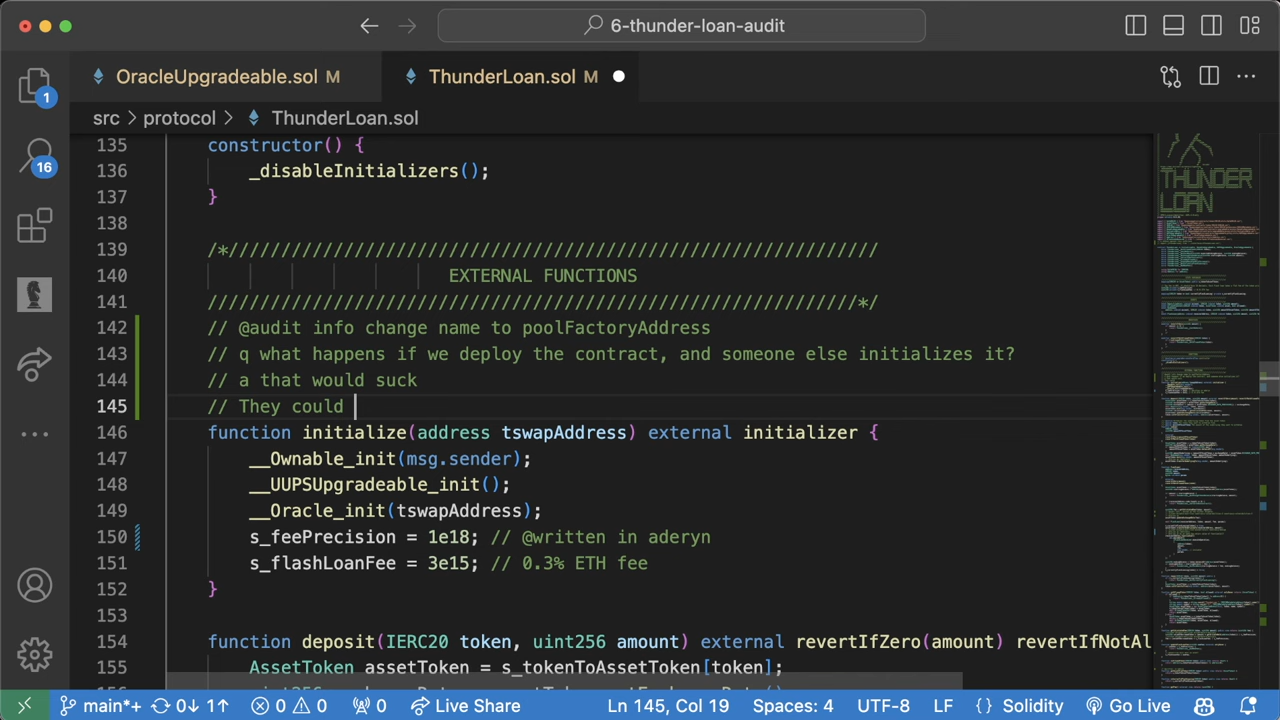 6-thunder-loan-audit
OracleUpgradeable.sol M
ThunderLoan.sol M
src > protocol > ThunderLoan.sol
1
16
135 constructor() {
136 _disableInitializers();
137 }
138
139 /*////////////////////////////////////////////////////////////
140 EXTERNAL FUNCTIONS
141 ////////////////////////////////////////////////////////////*/
142 // @audit info change name to poolFactoryAddress
143 // q what happens if we deploy the contract, and someone else initializes it?
144 // a that would suck
145 // They could
146 function initialize(address tswapAddress) external initializer {
147 __Ownable_init(msg.sender);
148 __UUPSUpgradeable_init();
149 __Oracle_init(tswapAddress);
150 s_feePrecision = 1e18; // @written in aderyn
151 s_flashLoanFee = 3e15; // 0.3% ETH fee
152 }
153
154 function deposit(IERC20 token, uint256 amount) external revertIfZero(amount) revertIfNotAl
155 AssetToken assetToken = s_tokenToAssetToken[token];
THUNDER
LOAN
main*+ 0↓ 1↑ 0 0 0 Live Share Ln 145, Col 19 Spaces: 4 UTF-8 LF {} Solidity Go Live